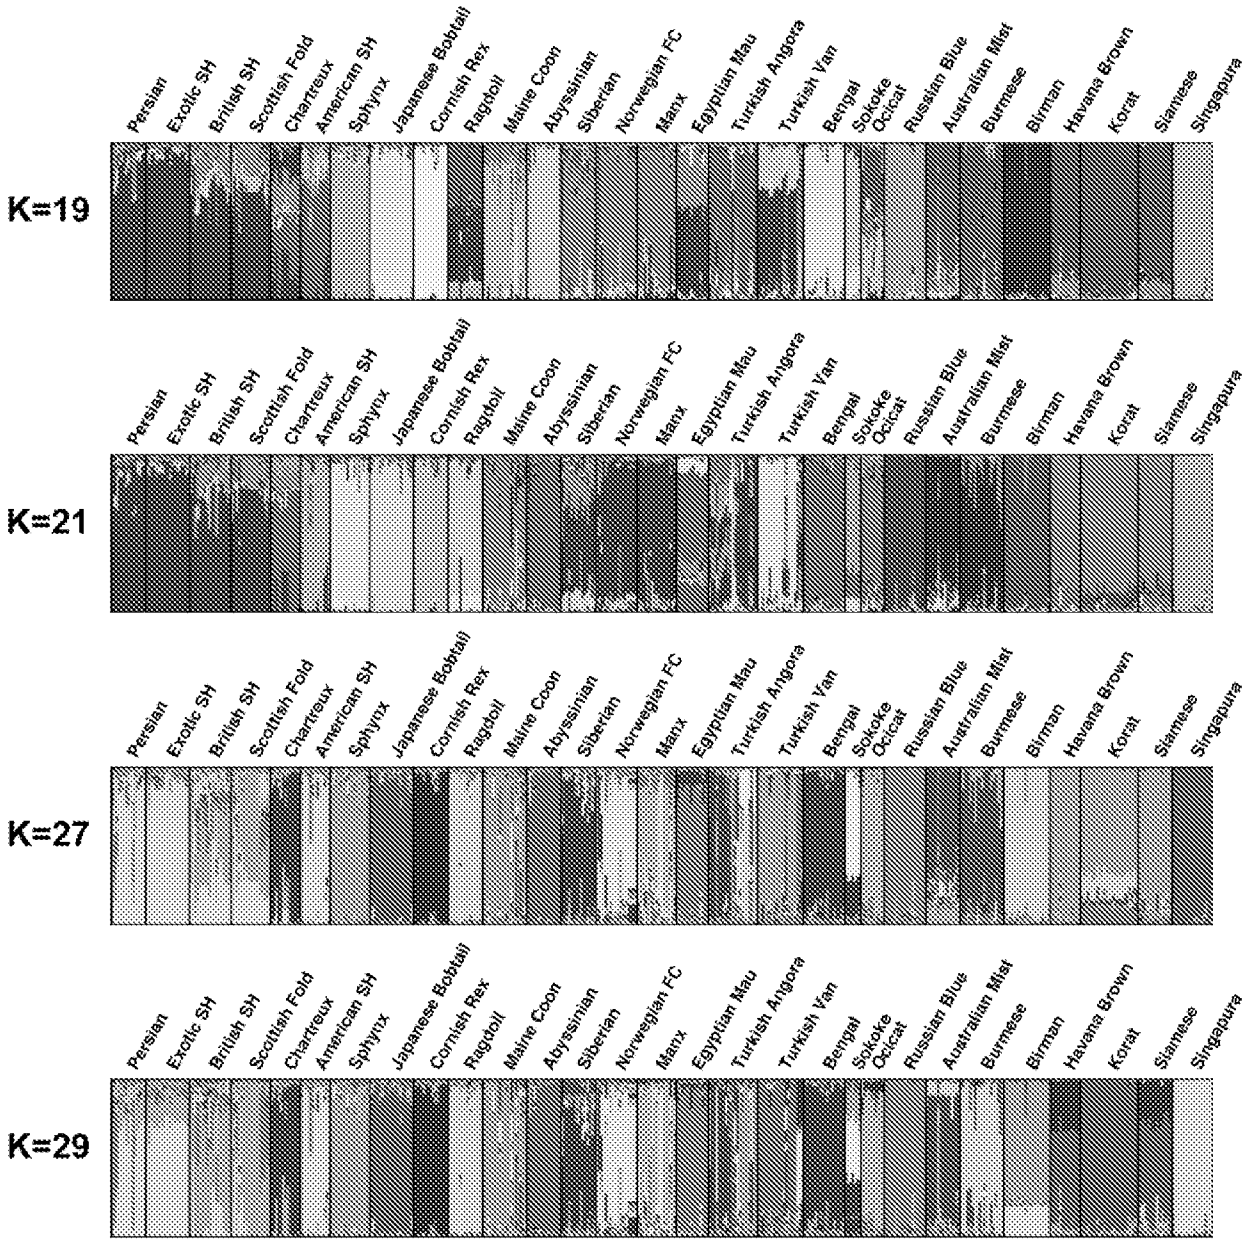 Persian Exotic SH British SH Scottish Fold Chartreux American SH Sphynx Japanese Bobtail Cornish Rex Ragdoll Maine Coon Abyssinian Siberian Norwegian FC Manx Egyptian Mau Turkish Angora Turkish Van Bengal Sokoke Ocicat Russian Blue Australian Mist Burmese Birman Havana Brown Korat Siamese Singapura
K=19
Persian Exotic SH British SH Scottish Fold Chartreux American SH Sphynx Japanese Bobtail Cornish Rex Ragdoll Maine Coon Abyssinian Siberian Norwegian FC Manx Egyptian Mau Turkish Angora Turkish Van Bengal Sokoke Ocicat Russian Blue Australian Mist Burmese Birman Havana Brown Korat Siamese Singapura
K=21
Persian Exotic SH British SH Scottish Fold Chartreux American SH Sphynx Japanese Bobtail Cornish Rex Ragdoll Maine Coon Abyssinian Siberian Norwegian FC Manx Egyptian Mau Turkish Angora Turkish Van Bengal Sokoke Ocicat Russian Blue Australian Mist Burmese Birman Havana Brown Korat Siamese Singapura
K=27
Persian Exotic SH British SH Scottish Fold Chartreux American SH Sphynx Japanese Bobtail Cornish Rex Ragdoll Maine Coon Abyssinian Siberian Norwegian FC Manx Egyptian Mau Turkish Angora Turkish Van Bengal Sokoke Ocicat Russian Blue Australian Mist Burmese Birman Havana Brown Korat Siamese Singapura
K=29